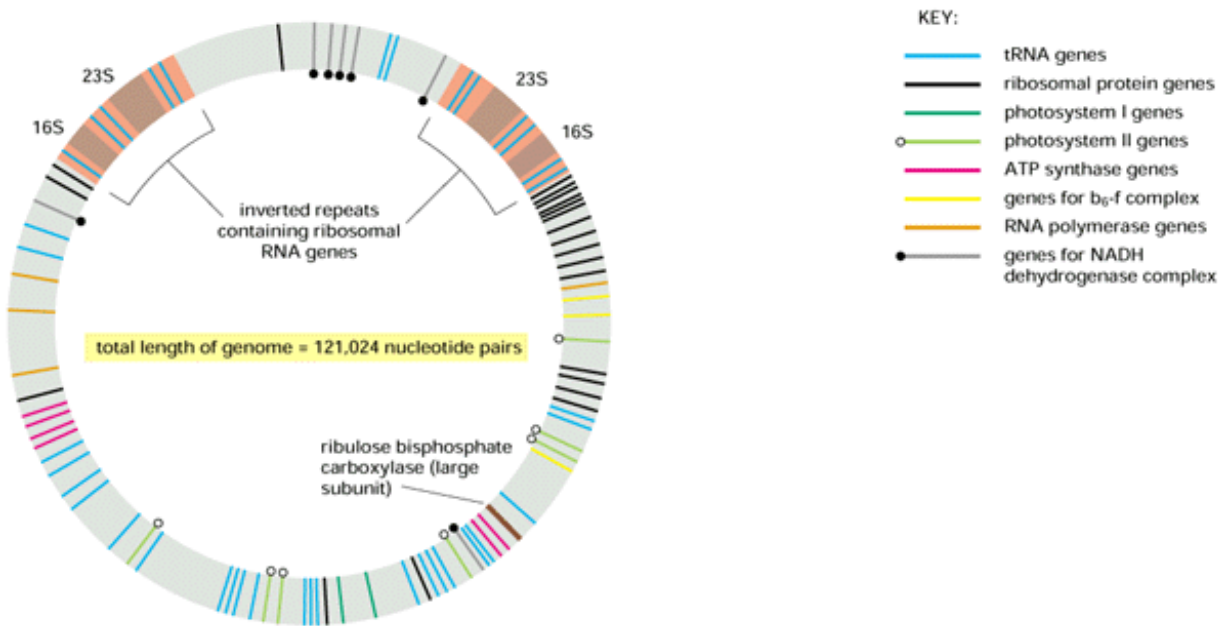 KEY:
tRNA genes
ribosomal protein genes
photosystem I genes
photosystem II genes
ATP synthase genes
genes for b₆-f complex
RNA polymerase genes
genes for NADH
dehydrogenase complex
23S
16S
23S
16S
inverted repeats
containing ribosomal
RNA genes
total length of genome = 121,024 nucleotide pairs
ribulose bisphosphate
carboxylase (large
subunit)